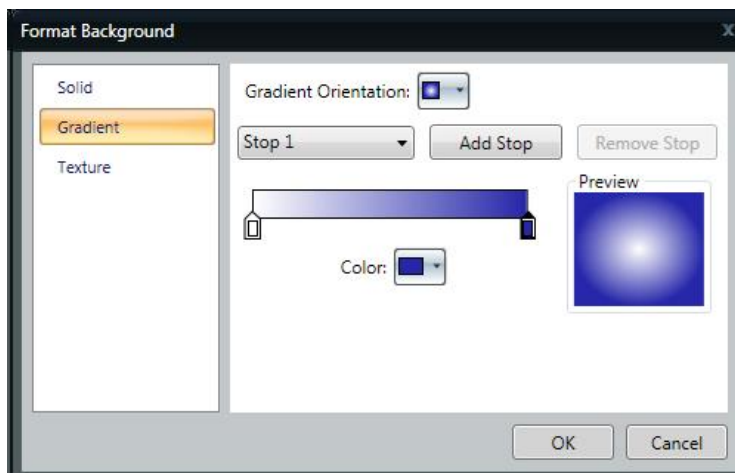 Format Background
x
Solid
Gradient
Texture
Gradient Orientation:
Stop 1
Add Stop
Remove Stop
Preview
Color:
OK
Cancel